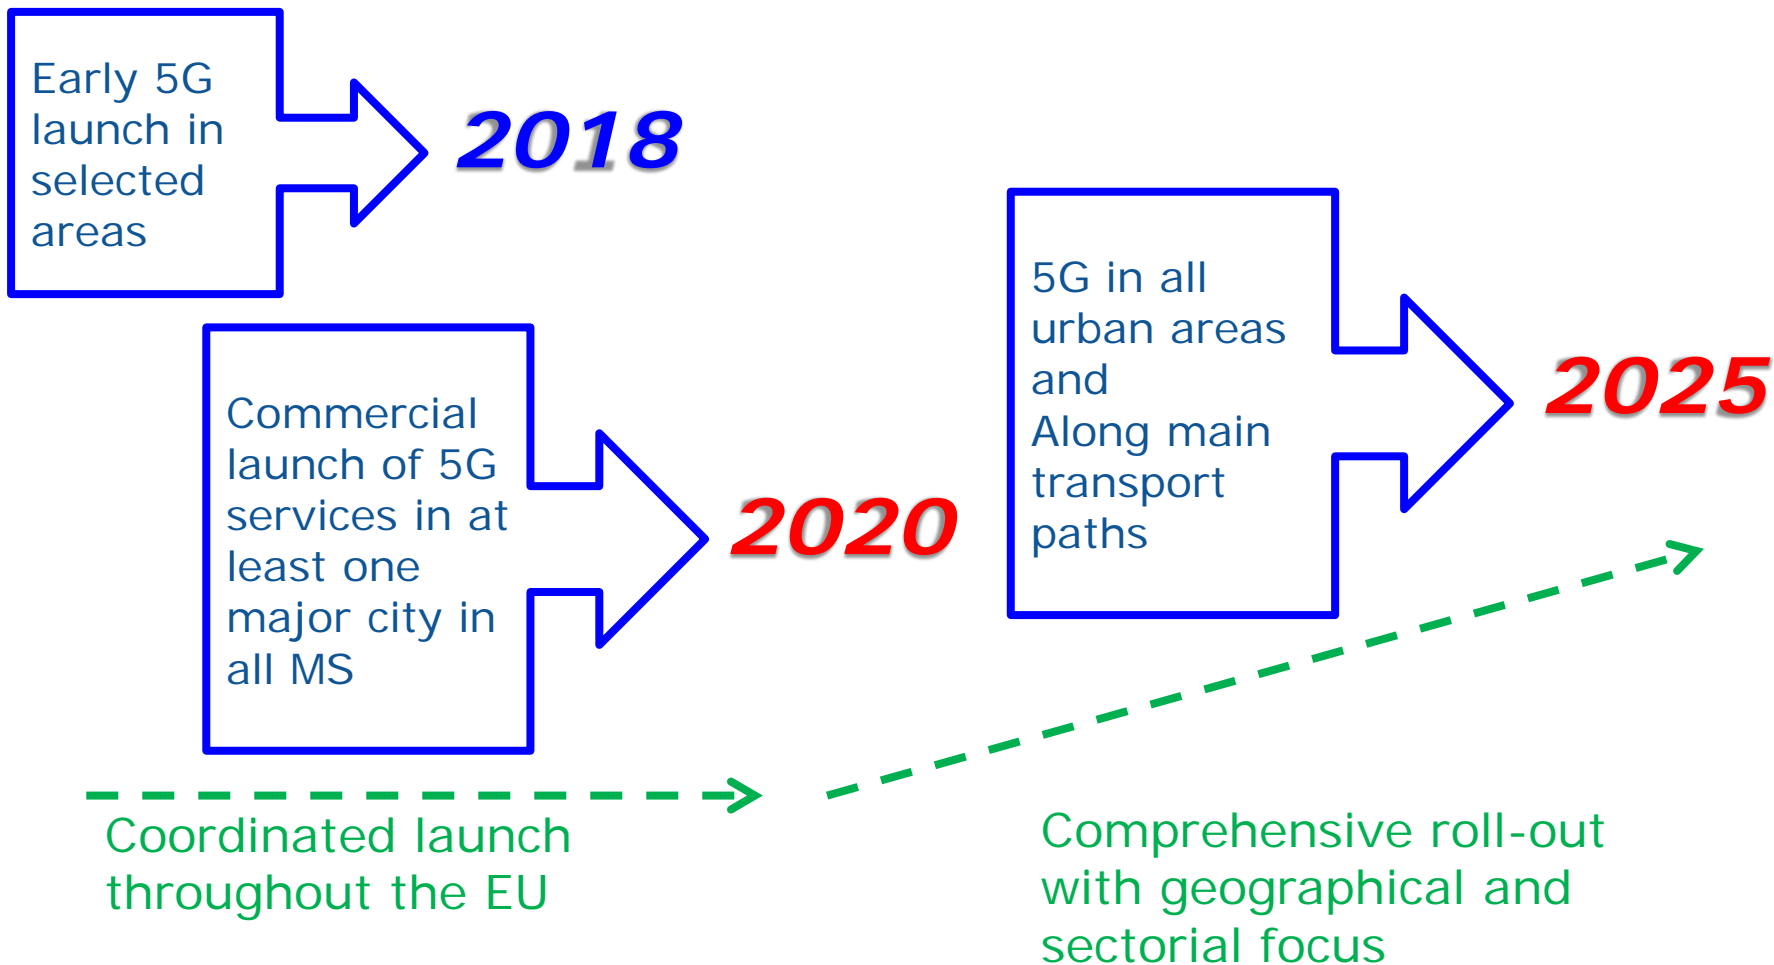 Early 5G
launch in
selected
areas
2018
Commercial
launch of 5G
services in at
least one
major city in
all MS
2020
5G in all
urban areas
and
Along main
transport
paths
2025
Coordinated launch
throughout the EU
Comprehensive roll-out
with geographical and
sectorial focus